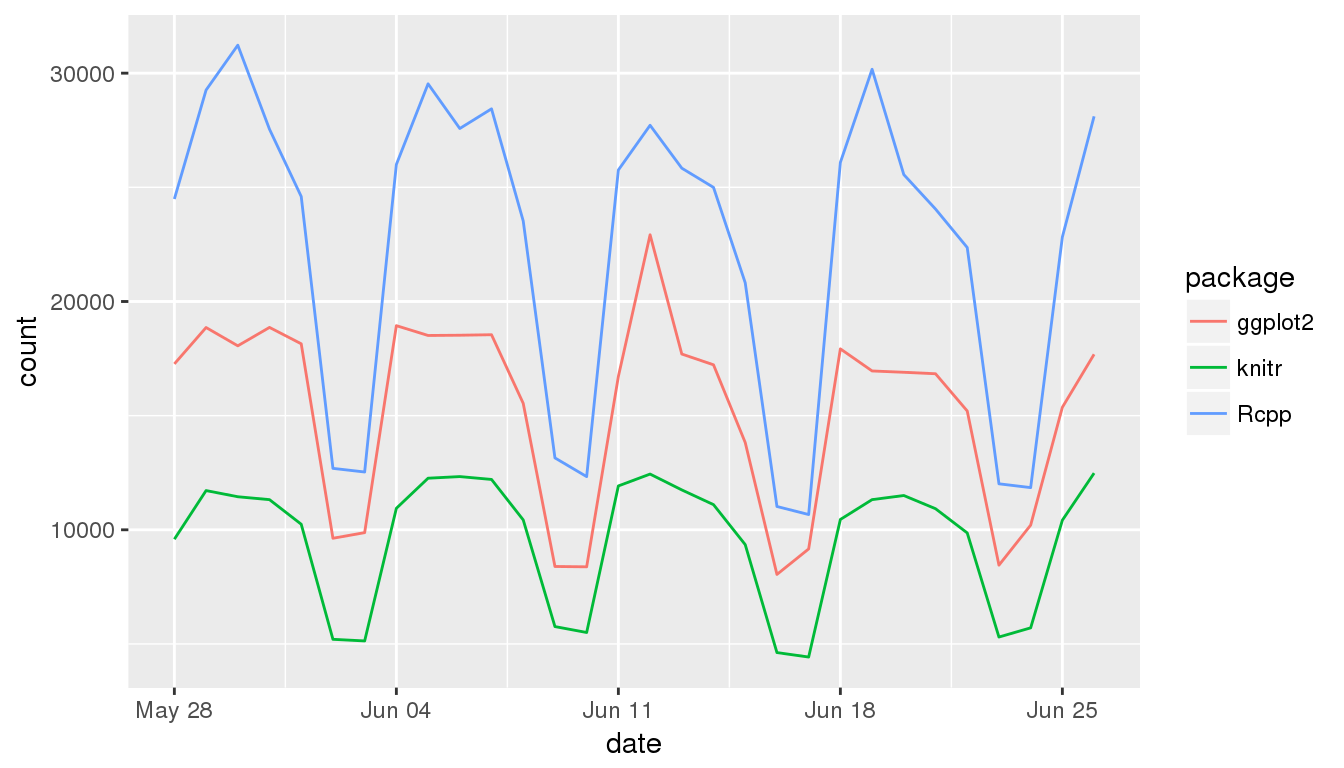 30000
20000
10000
count
May 28
Jun 04
Jun 11
Jun 18
Jun 25
date
package
ggplot2
knitr
Rcpp